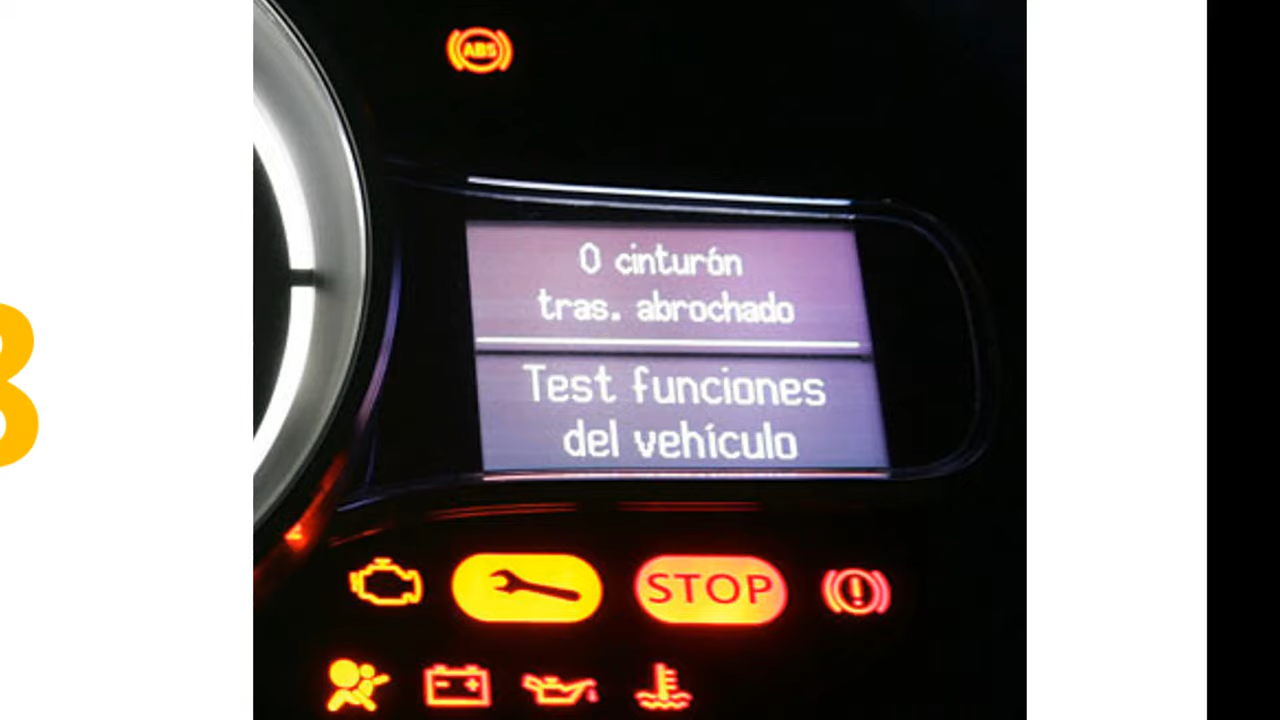 ABS
0 cinturón
tras. abrochado
Test funciones
del vehículo
STOP